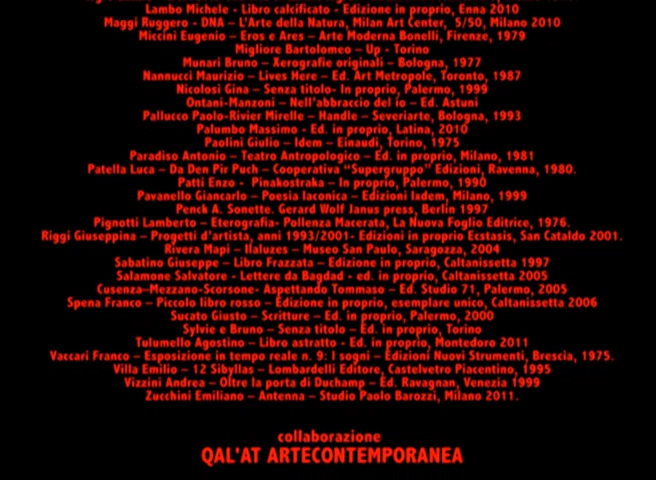 Lambo Michele - Libro calcificato - Edizione in proprio, Enna 2010
Maggi Ruggero - DNA – L'Arte della Natura, Milan Art Center, 5/50, Milano 2010
Miccini Eugenio – Eros e Ares – Arte Moderna Bonelli, Firenze, 1979
Migliore Bartolomeo – Up - Torino
Munari Bruno – Xerografie originali – Bologna, 1977
Nannucci Maurizio – Lives Here – Ed. Art Metropole, Toronto, 1987
Nicolosi Gina – Senza titolo- In proprio, Palermo, 1999
Ontani-Manzoni – Nell'abbraccio del io – Ed. Astuni
Pallucco Paolo-Rivier Mirelle – Handle – Severiarte, Bologna, 1993
Palumbo Massimo - Ed. in proprio, Latina, 2010
Paolini Giulio – Idem – Einaudi, Torino, 1975
Paradiso Antonio – Teatro Antropologico – Ed. in proprio, Milano, 1981
Patella Luca – Da Den Pir Puch – Cooperativa “Supergruppo” Edizioni, Ravenna, 1980.
Patti Enzo - Pinakostraka – In proprio, Palermo, 1990
Pavanello Giancarlo – Poesia laconica – Edizioni Ixdem, Milano, 1999
Penck A. Sonette. Gerard Wolf Janus press, Berlin 1997
Pignotti Lamberto – Eterografia- Pollenza Macerata, La Nuova Foglio Editrice, 1976.
Riggi Giuseppina – Progetti d'artista, anni 1993/2001- Edizioni in proprio Ecstasis, San Cataldo 2001.
Rivera Mapi – Ilaluzes – Museo San Paulo, Saragozza, 2004
Sabatino Giuseppe – Libro Frazzata – Edizione in proprio, Caltanissetta 1997
Salamone Salvatore - Lettere da Bagdad - ed. in proprio, Caltanissetta 2005
Cusenza–Mezzano-Scorsone- Aspettando Tommaso – Ed. Studio 71, Palermo, 2005
Spena Franco – Piccolo libro rosso – Edizione in proprio, esemplare unico, Caltanissetta 2006
Sucato Giusto – Scritture – Ed. in proprio, Palermo, 2000
Sylvie e Bruno – Senza titolo – Ed. in proprio, Torino
Tulumello Agostino – Libro astratto - Ed. in proprio, Montedoro 2011
Vaccari Franco – Esposizione in tempo reale n. 9: I sogni – Edizioni Nuovi Strumenti, Brescia, 1975.
Villa Emilio – 12 Sibyllas – Lombardelli Editore, Castelvetro Piacentino, 1995
Vizzini Andrea – Oltre la porta di Duchamp – Ed. Ravagnan, Venezia 1999
Zucchini Emiliano – Antenna – Studio Paolo Barozzi, Milano 2011.
collaborazione
QAL'AT ARTECONTEMPORANEA